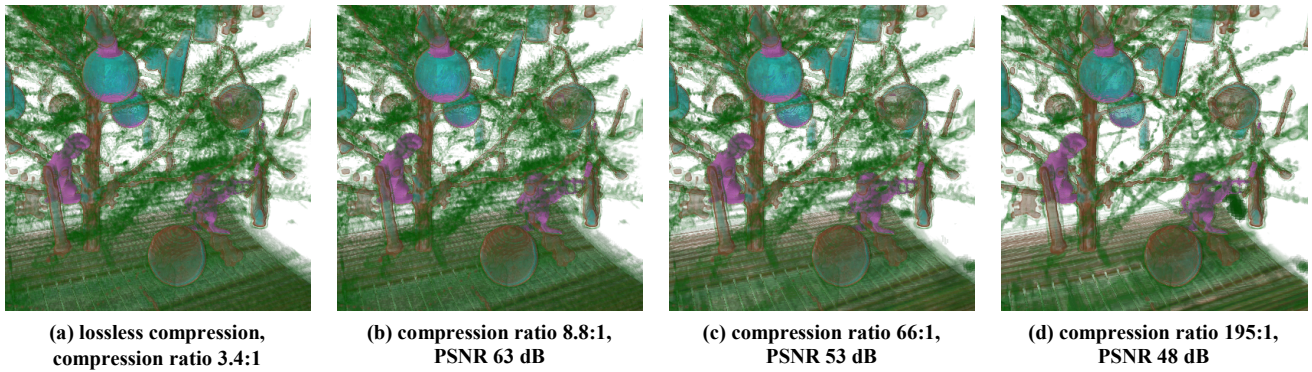 (a) lossless compression,
compression ratio 3.4:1
(b) compression ratio 8.8:1,
PSNR 63 dB
(c) compression ratio 66:1,
PSNR 53 dB
(d) compression ratio 195:1,
PSNR 48 dB